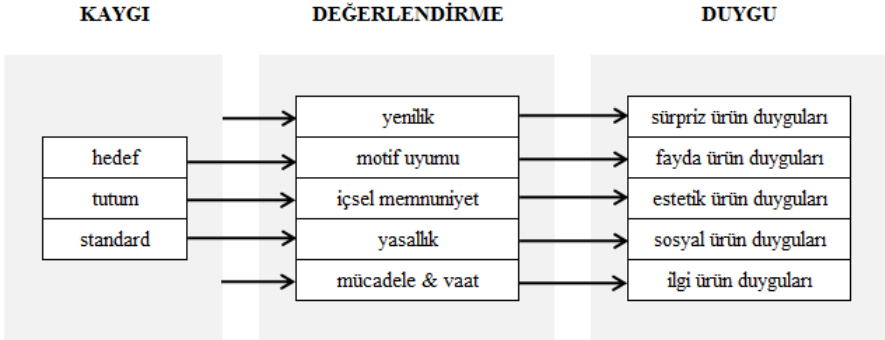 KAYGI
DEĞERLENDİRME
DUYGU
hedef
tutum
standard
yenilik
motif uyumu
içsel memnuniyet
yasallık
mücadele & vaat
sürpriz ürün duyguları
fayda ürün duyguları
estetik ürün duyguları
sosyal ürün duyguları
ilgi ürün duyguları